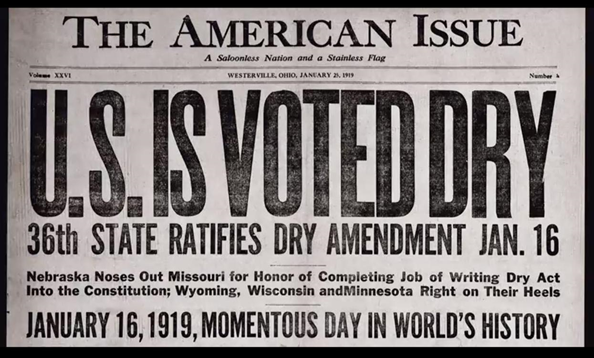 THE AMERICAN ISSUE
A Saloonless Nation and a Stainless Flag
Volume XXVI WESTERVILLE, OHIO, JANUARY 25, 1919 Number 4
U.S. IS VOTED DRY
36th STATE RATIFIES DRY AMENDMENT JAN. 16
Nebraska Noses Out Missouri for Honor of Completing Job of Writing Dry Act
Into the Constitution; Wyoming, Wisconsin andMinnesota Right on Their Heels
JANUARY 16, 1919, MOMENTOUS DAY IN WORLD'S HISTORY